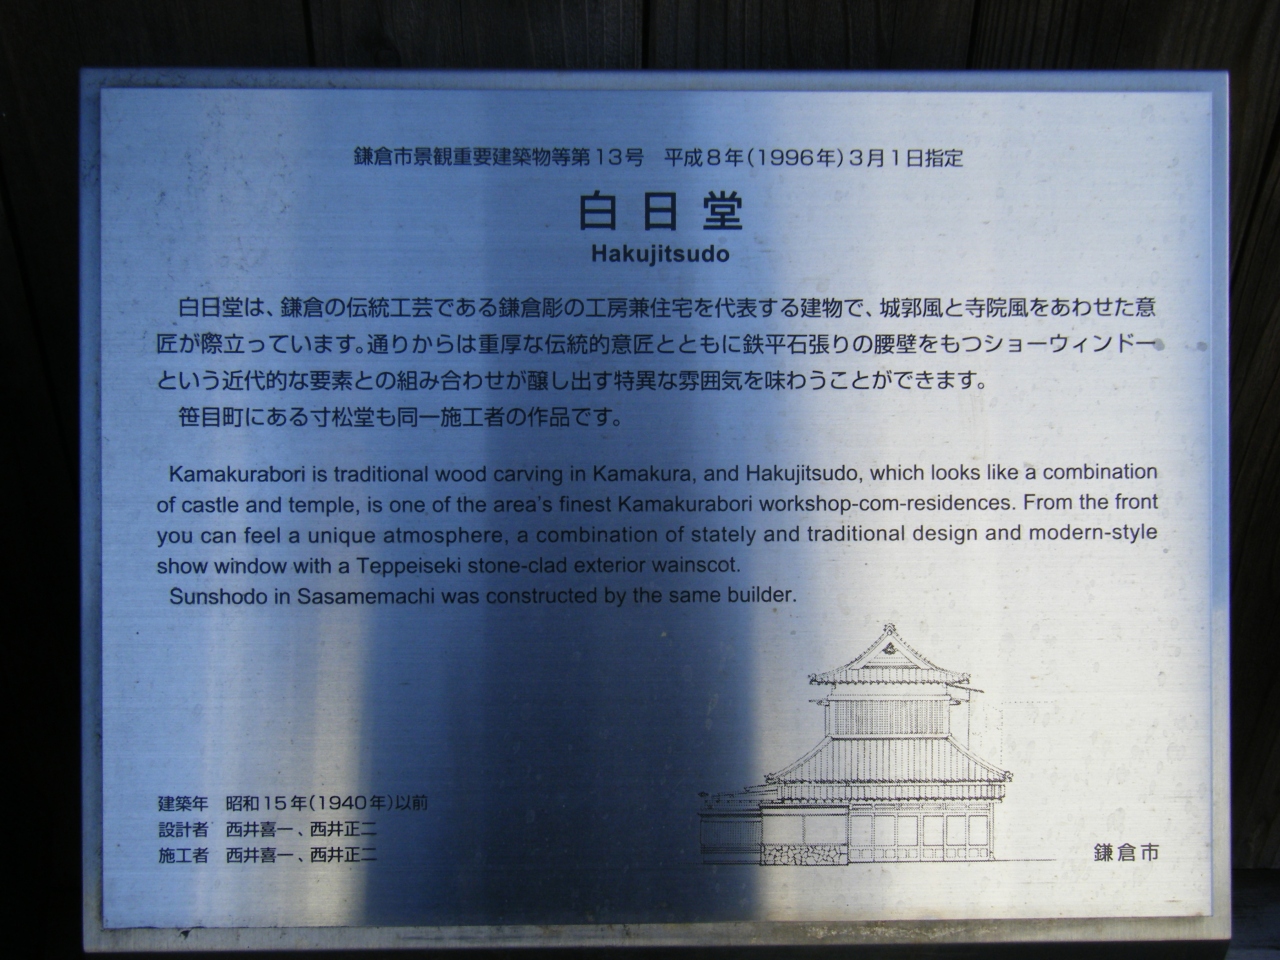 鎌倉市景観重要建築物等第13号　平成8年(1996年)3月1日指定
白日堂
Hakujitsudo
白日堂は、鎌倉の伝統工芸である鎌倉彫の工房兼住宅を代表する建物で、城郭風と寺院風をあわせた意
匠が際立っています。通りからは重厚な伝統的意匠とともに鉄平石張りの腰壁をもつショーウィンドー
という近代的な要素との組み合わせが醸し出す特異な雰囲気を味わうことができます。
笹目町にある寸松堂も同一施工者の作品です。
Kamakurabori is traditional wood carving in Kamakura, and Hakujitsudo, which looks like a combination
of castle and temple, is one of the area's finest Kamakurabori workshop-com-residences. From the front
you can feel a unique atmosphere, a combination of stately and traditional design and modern-style
show window with a Teppeiseki stone-clad exterior wainscot.
Sunshodo in Sasamemachi was constructed by the same builder.
建築年　昭和15年(1940年)以前
設計者　西井喜一、西井正二
施工者　西井喜一、西井正二
鎌倉市